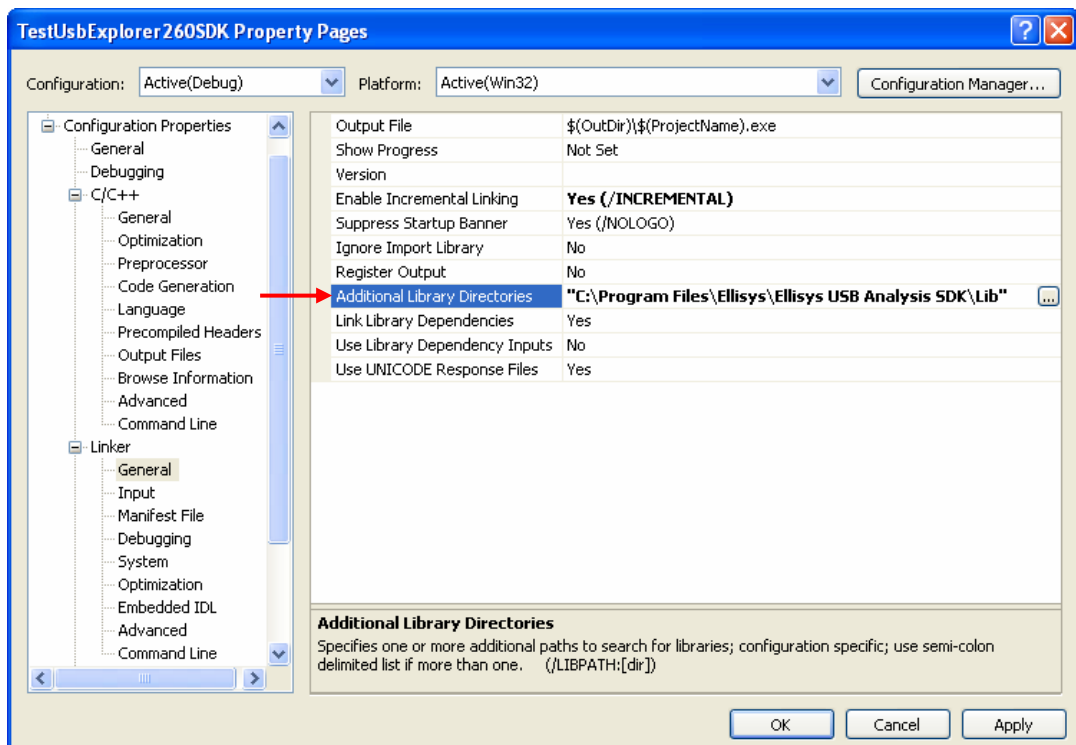 TestUsbExplorer260SDK Property Pages
Configuration: Active(Debug) Platform: Active(Win32) Configuration Manager...
Configuration Properties
General
Debugging
C/C++
General
Optimization
Preprocessor
Code Generation
Language
Precompiled Headers
Output Files
Browse Information
Advanced
Command Line
Linker
General
Input
Manifest File
Debugging
System
Optimization
Embedded IDL
Advanced
Command Line
Output File $(OutDir)\$(ProjectName).exe
Show Progress Not Set
Version
Enable Incremental Linking Yes (/INCREMENTAL)
Suppress Startup Banner Yes (/NOLOGO)
Ignore Import Library No
Register Output No
Additional Library Directories "C:\Program Files\Ellisys\Ellisys USB Analysis SDK\Lib" ...
Link Library Dependencies Yes
Use Library Dependency Inputs No
Use UNICODE Response Files Yes
Additional Library Directories
Specifies one or more additional paths to search for libraries; configuration specific; use semi-colon
delimited list if more than one. (/LIBPATH:[dir])
OK Cancel Apply